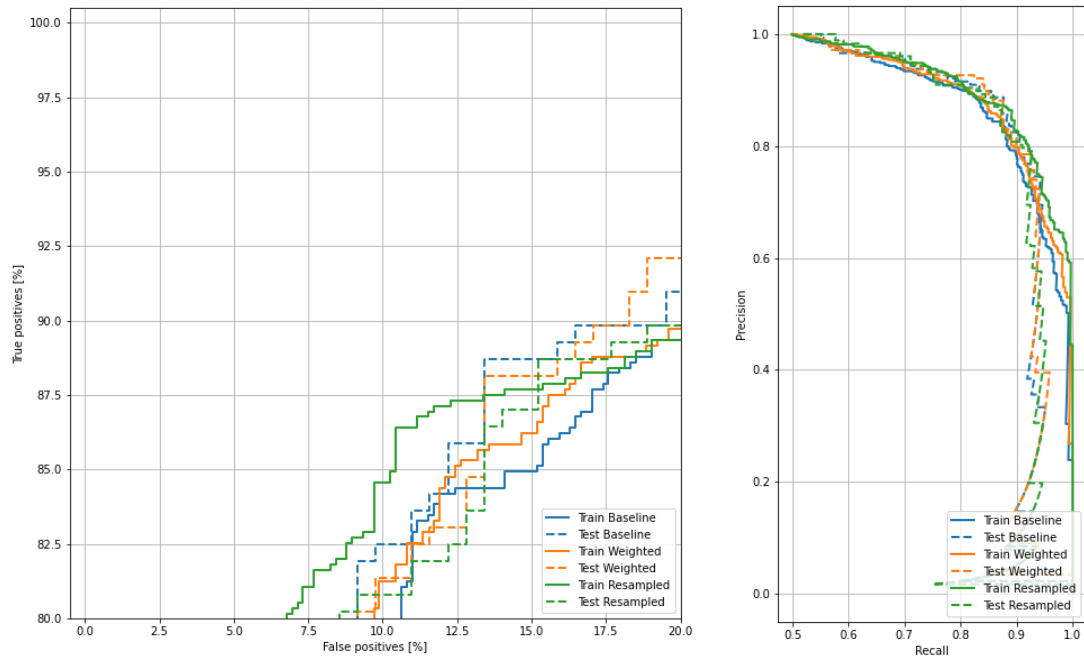 100.0
97.5
95.0
92.5
90.0
87.5
85.0
82.5
80.0
True positives [%]
0.0 2.5 5.0 7.5 10.0 12.5 15.0 17.5 20.0
False positives [%]
Train Baseline
Test Baseline
Train Weighted
Test Weighted
Train Resampled
Test Resampled
1.0
0.8
0.6
0.4
0.2
0.0
Precision
0.5 0.6 0.7 0.8 0.9 1.0
Recall
Train Baseline
Test Baseline
Train Weighted
Test Weighted
Train Resampled
Test Resampled